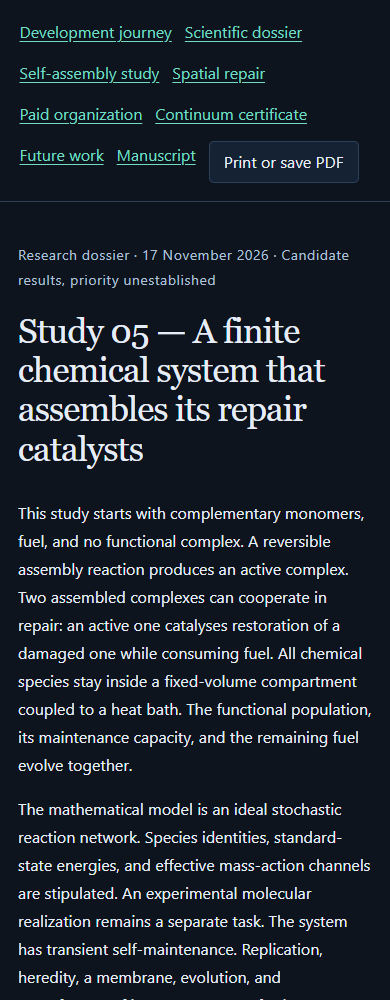 Development journey Scientific dossier
Self-assembly study Spatial repair
Paid organization Continuum certificate
Future work Manuscript Print or save PDF
Research dossier · 17 November 2026 · Candidate
results, priority unestablished
Study 05 — A finite
chemical system that
assembles its repair
catalysts
This study starts with complementary monomers,
fuel, and no functional complex. A reversible
assembly reaction produces an active complex.
Two assembled complexes can cooperate in
repair: an active one catalyses restoration of a
damaged one while consuming fuel. All chemical
species stay inside a fixed-volume compartment
coupled to a heat bath. The functional population,
its maintenance capacity, and the remaining fuel
evolve together.
The mathematical model is an ideal stochastic
reaction network. Species identities, standard-
state energies, and effective mass-action channels
are stipulated. An experimental molecular
realization remains a separate task. The system
has transient self-maintenance. Replication,
heredity, a membrane, evolution, and